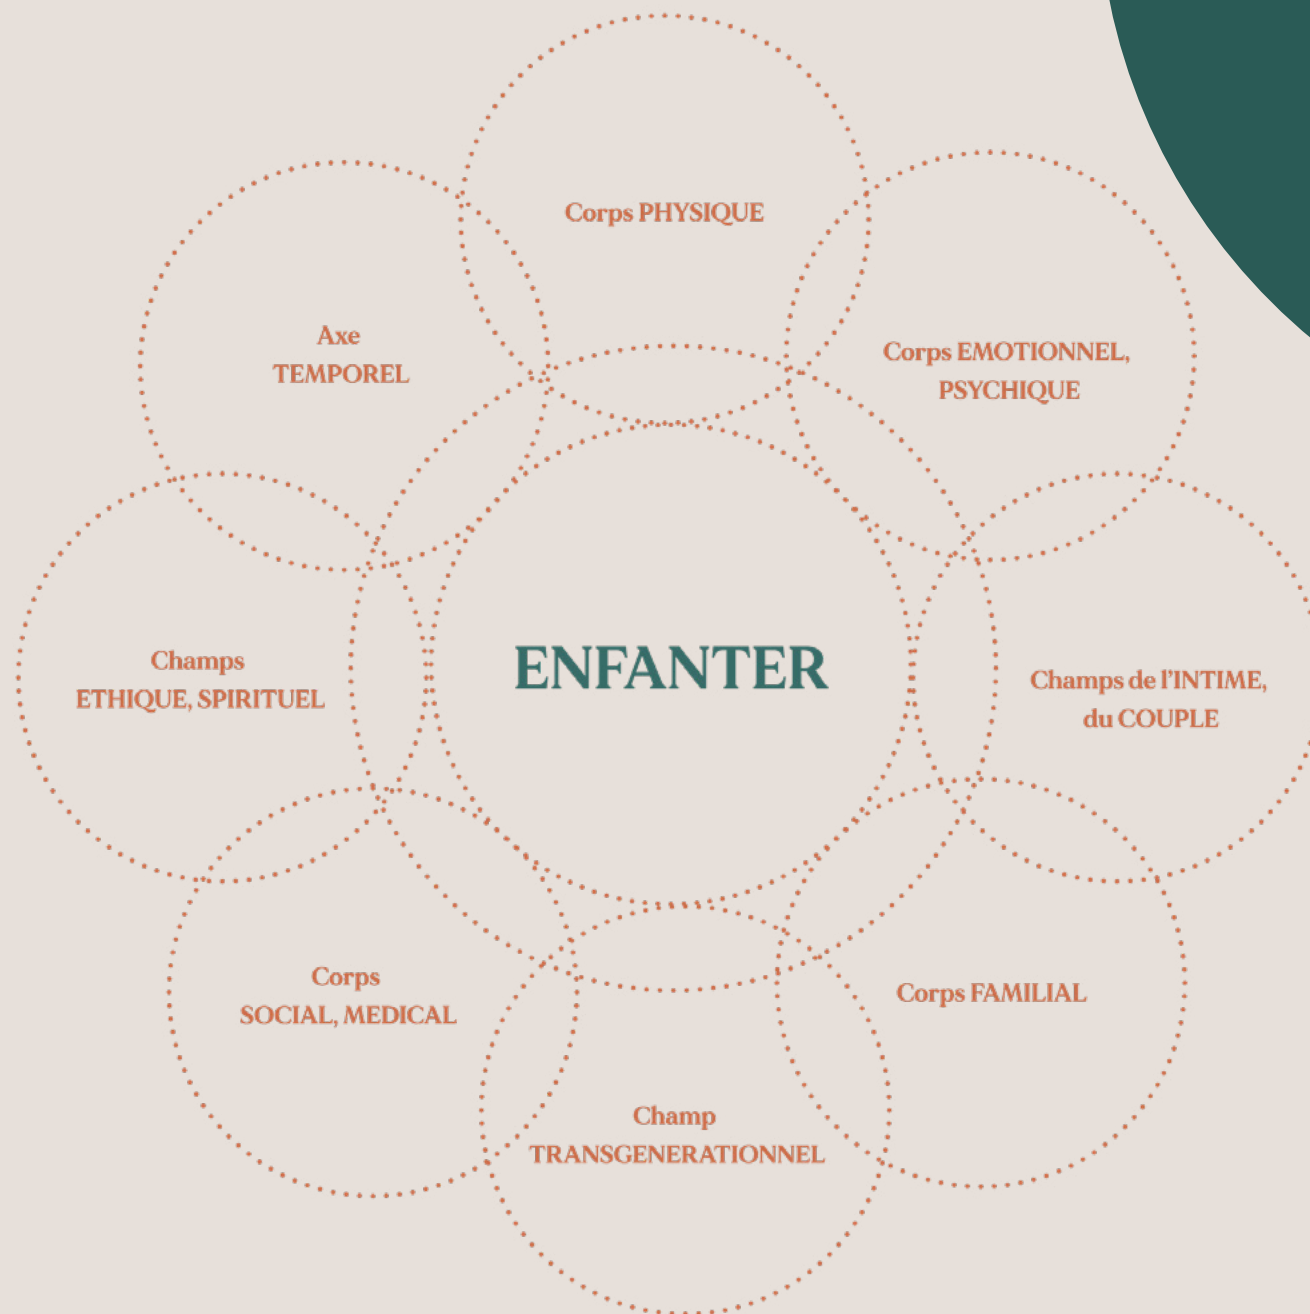 Corps PHYSIQUE
Axe
TEMPOREL
Corps EMOTIONNEL,
PSYCHIQUE
ENFANTER
Champs
ETHIQUE, SPIRITUEL
Champs de l'INTIME,
du COUPLE
Corps
SOCIAL, MEDICAL
Corps FAMILIAL
Champ
TRANSGENERATIONNEL